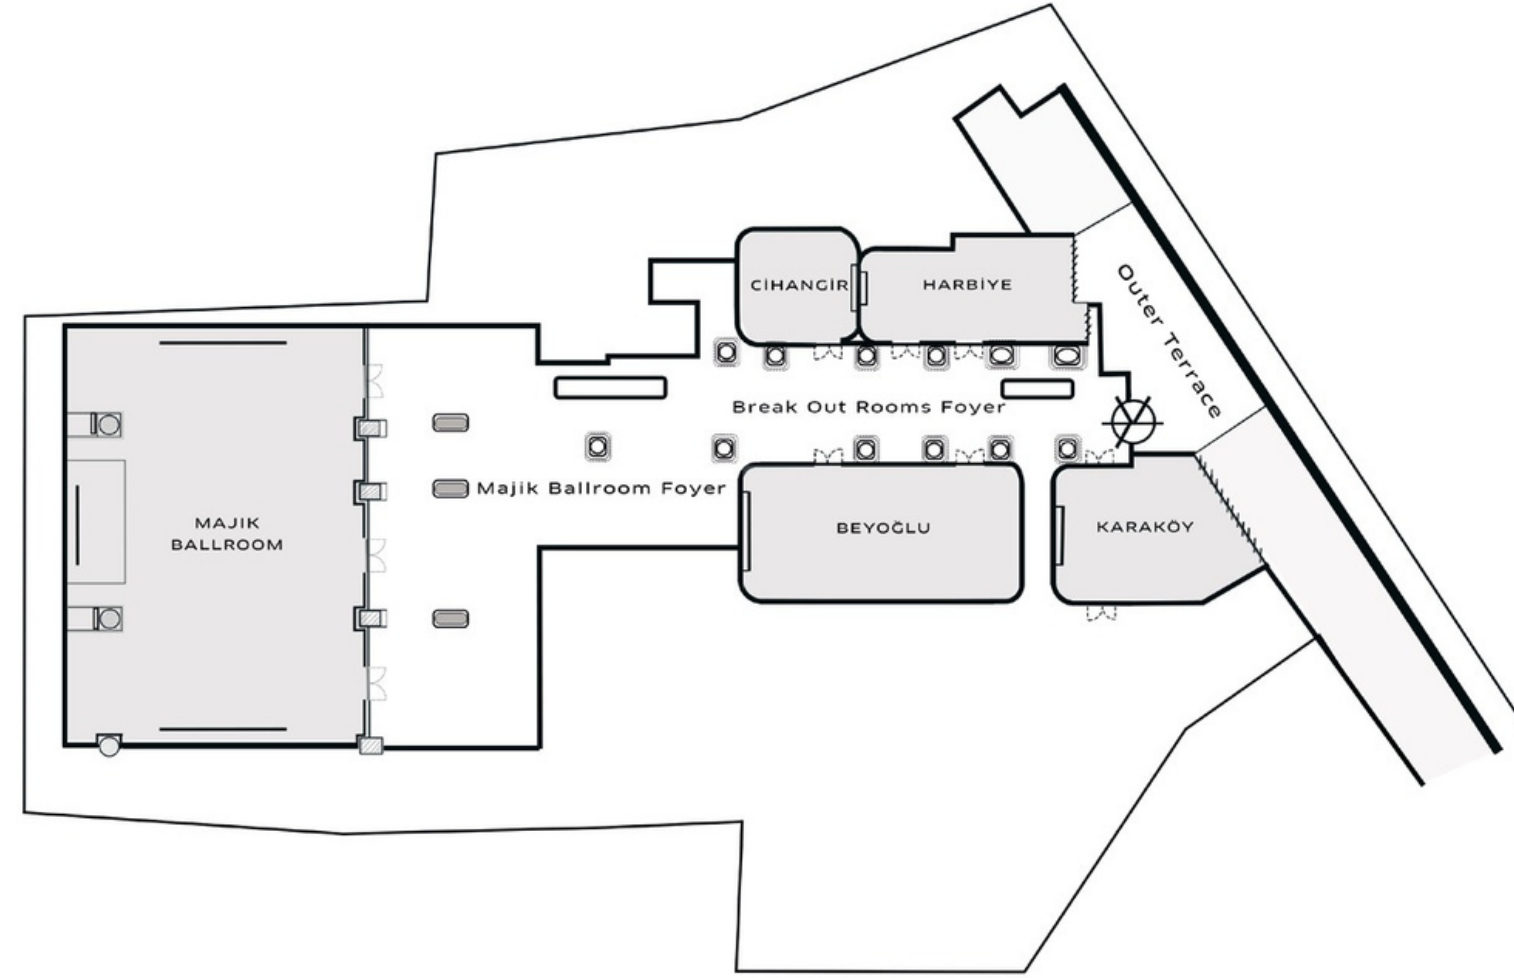 CİHANGİR
HARBİYE
Outer Terrace
Break Out Rooms Foyer
Majik Ballroom Foyer
MAJIK
BALLROOM
BEYOĞLU
KARAKÖY